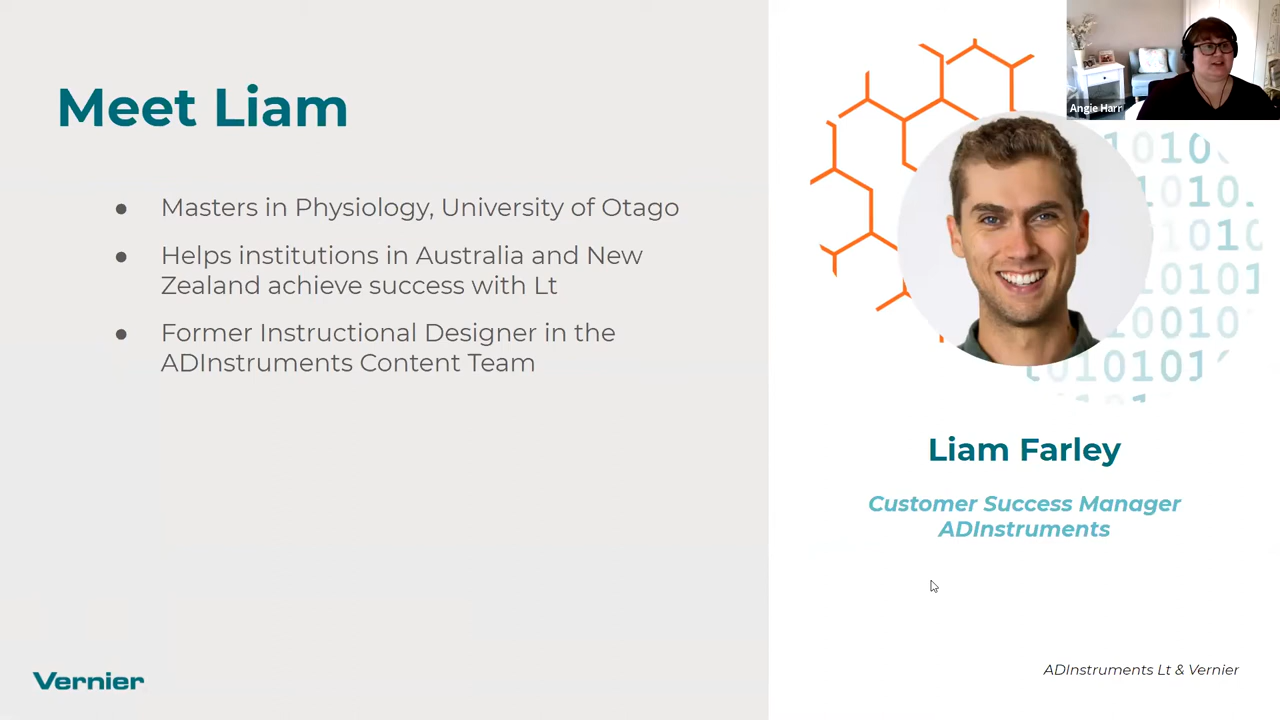 Meet Liam
● Masters in Physiology, University of Otago
● Helps institutions in Australia and New
Zealand achieve success with Lt
● Former Instructional Designer in the
ADInstruments Content Team
Vernier
Angie Harr
Liam Farley
Customer Success Manager
ADInstruments
ADInstruments Lt & Vernier